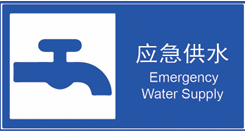 应急供水
Emergency
Water Supply